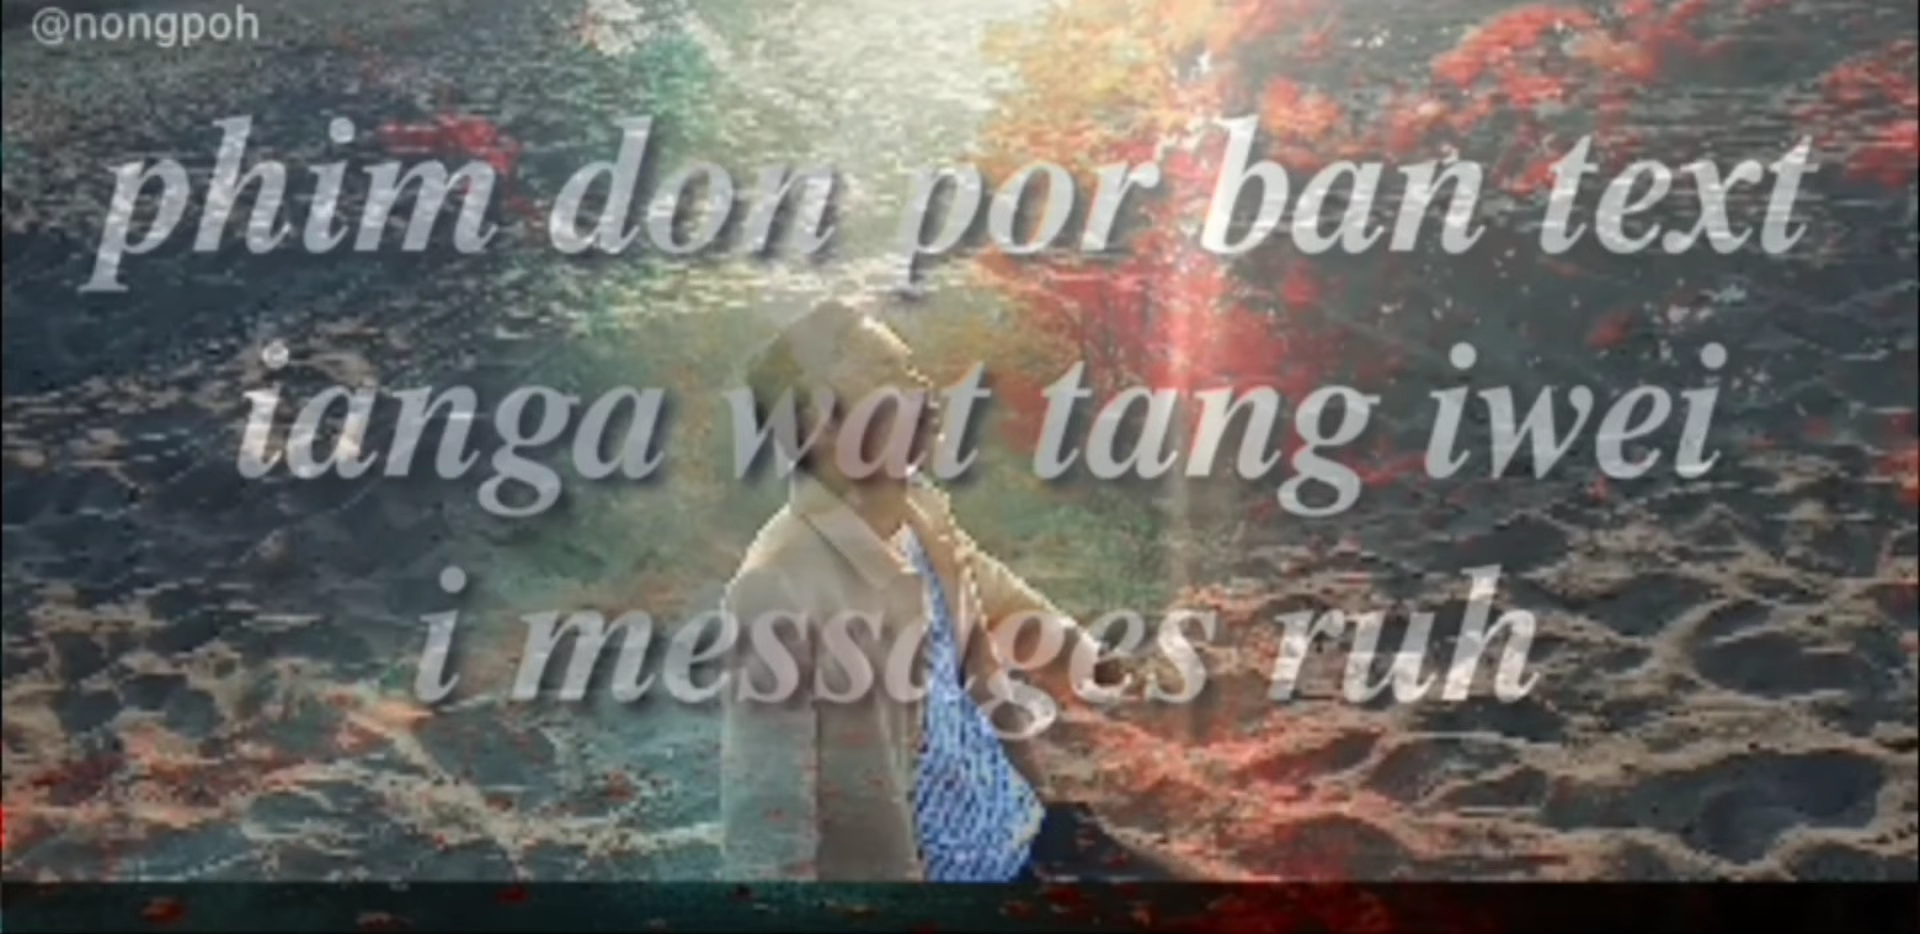 @nongpoh
phim don por ban text
ianga wat tang iwei
i messages ruh